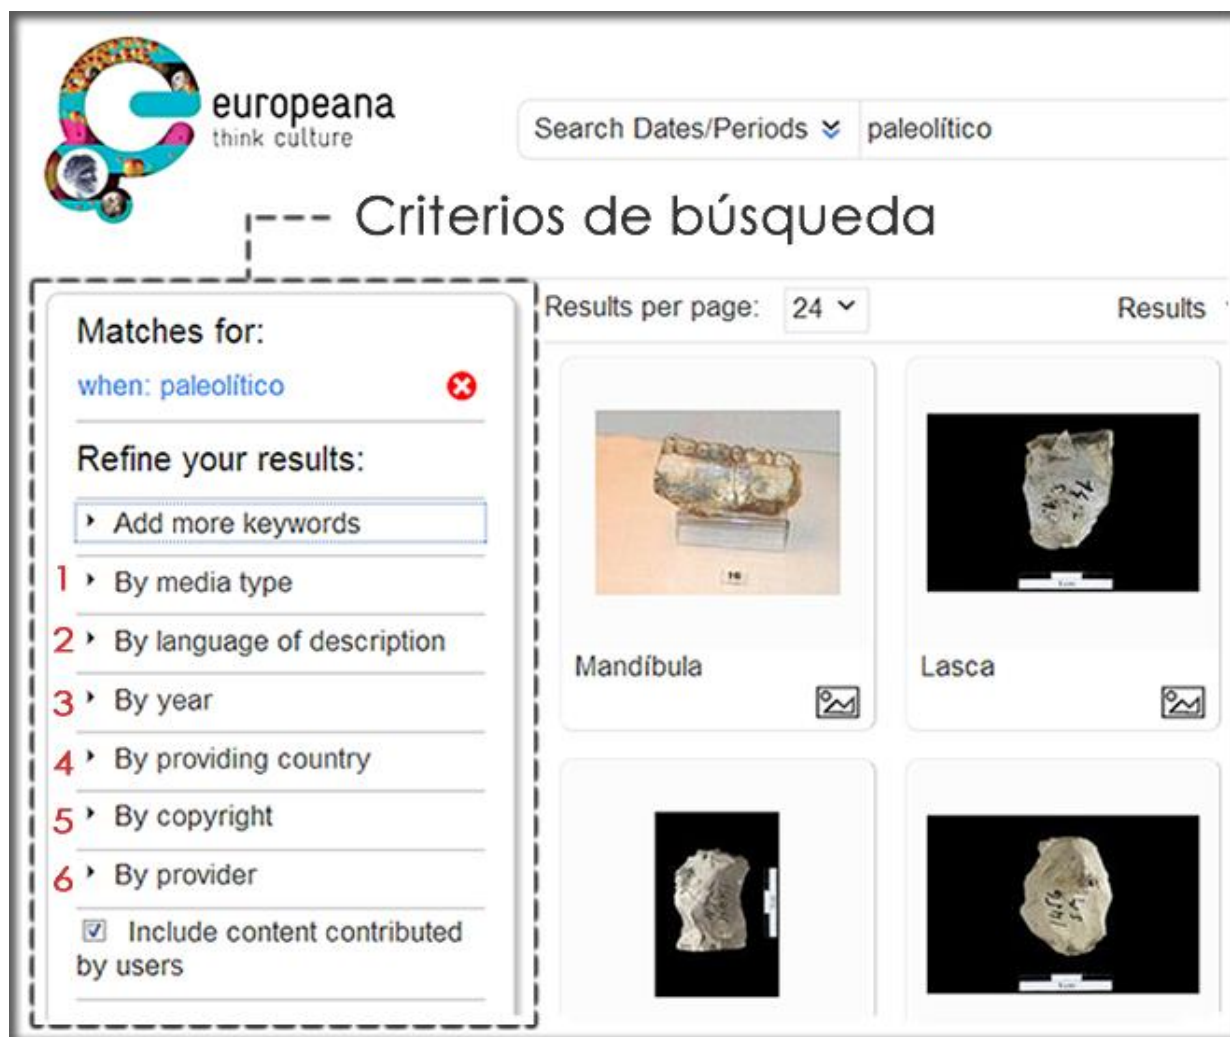 europeana
think culture
Search Dates/Periods paleolítico
Criterios de búsqueda
Matches for:
when: paleolítico
Refine your results:
Add more keywords
1 By media type
2 By language of description
3 By year
4 By providing country
5 By copyright
6 By provider
Include content contributed
by users
Results per page: 24
Results
16
Mandíbula
Lasca